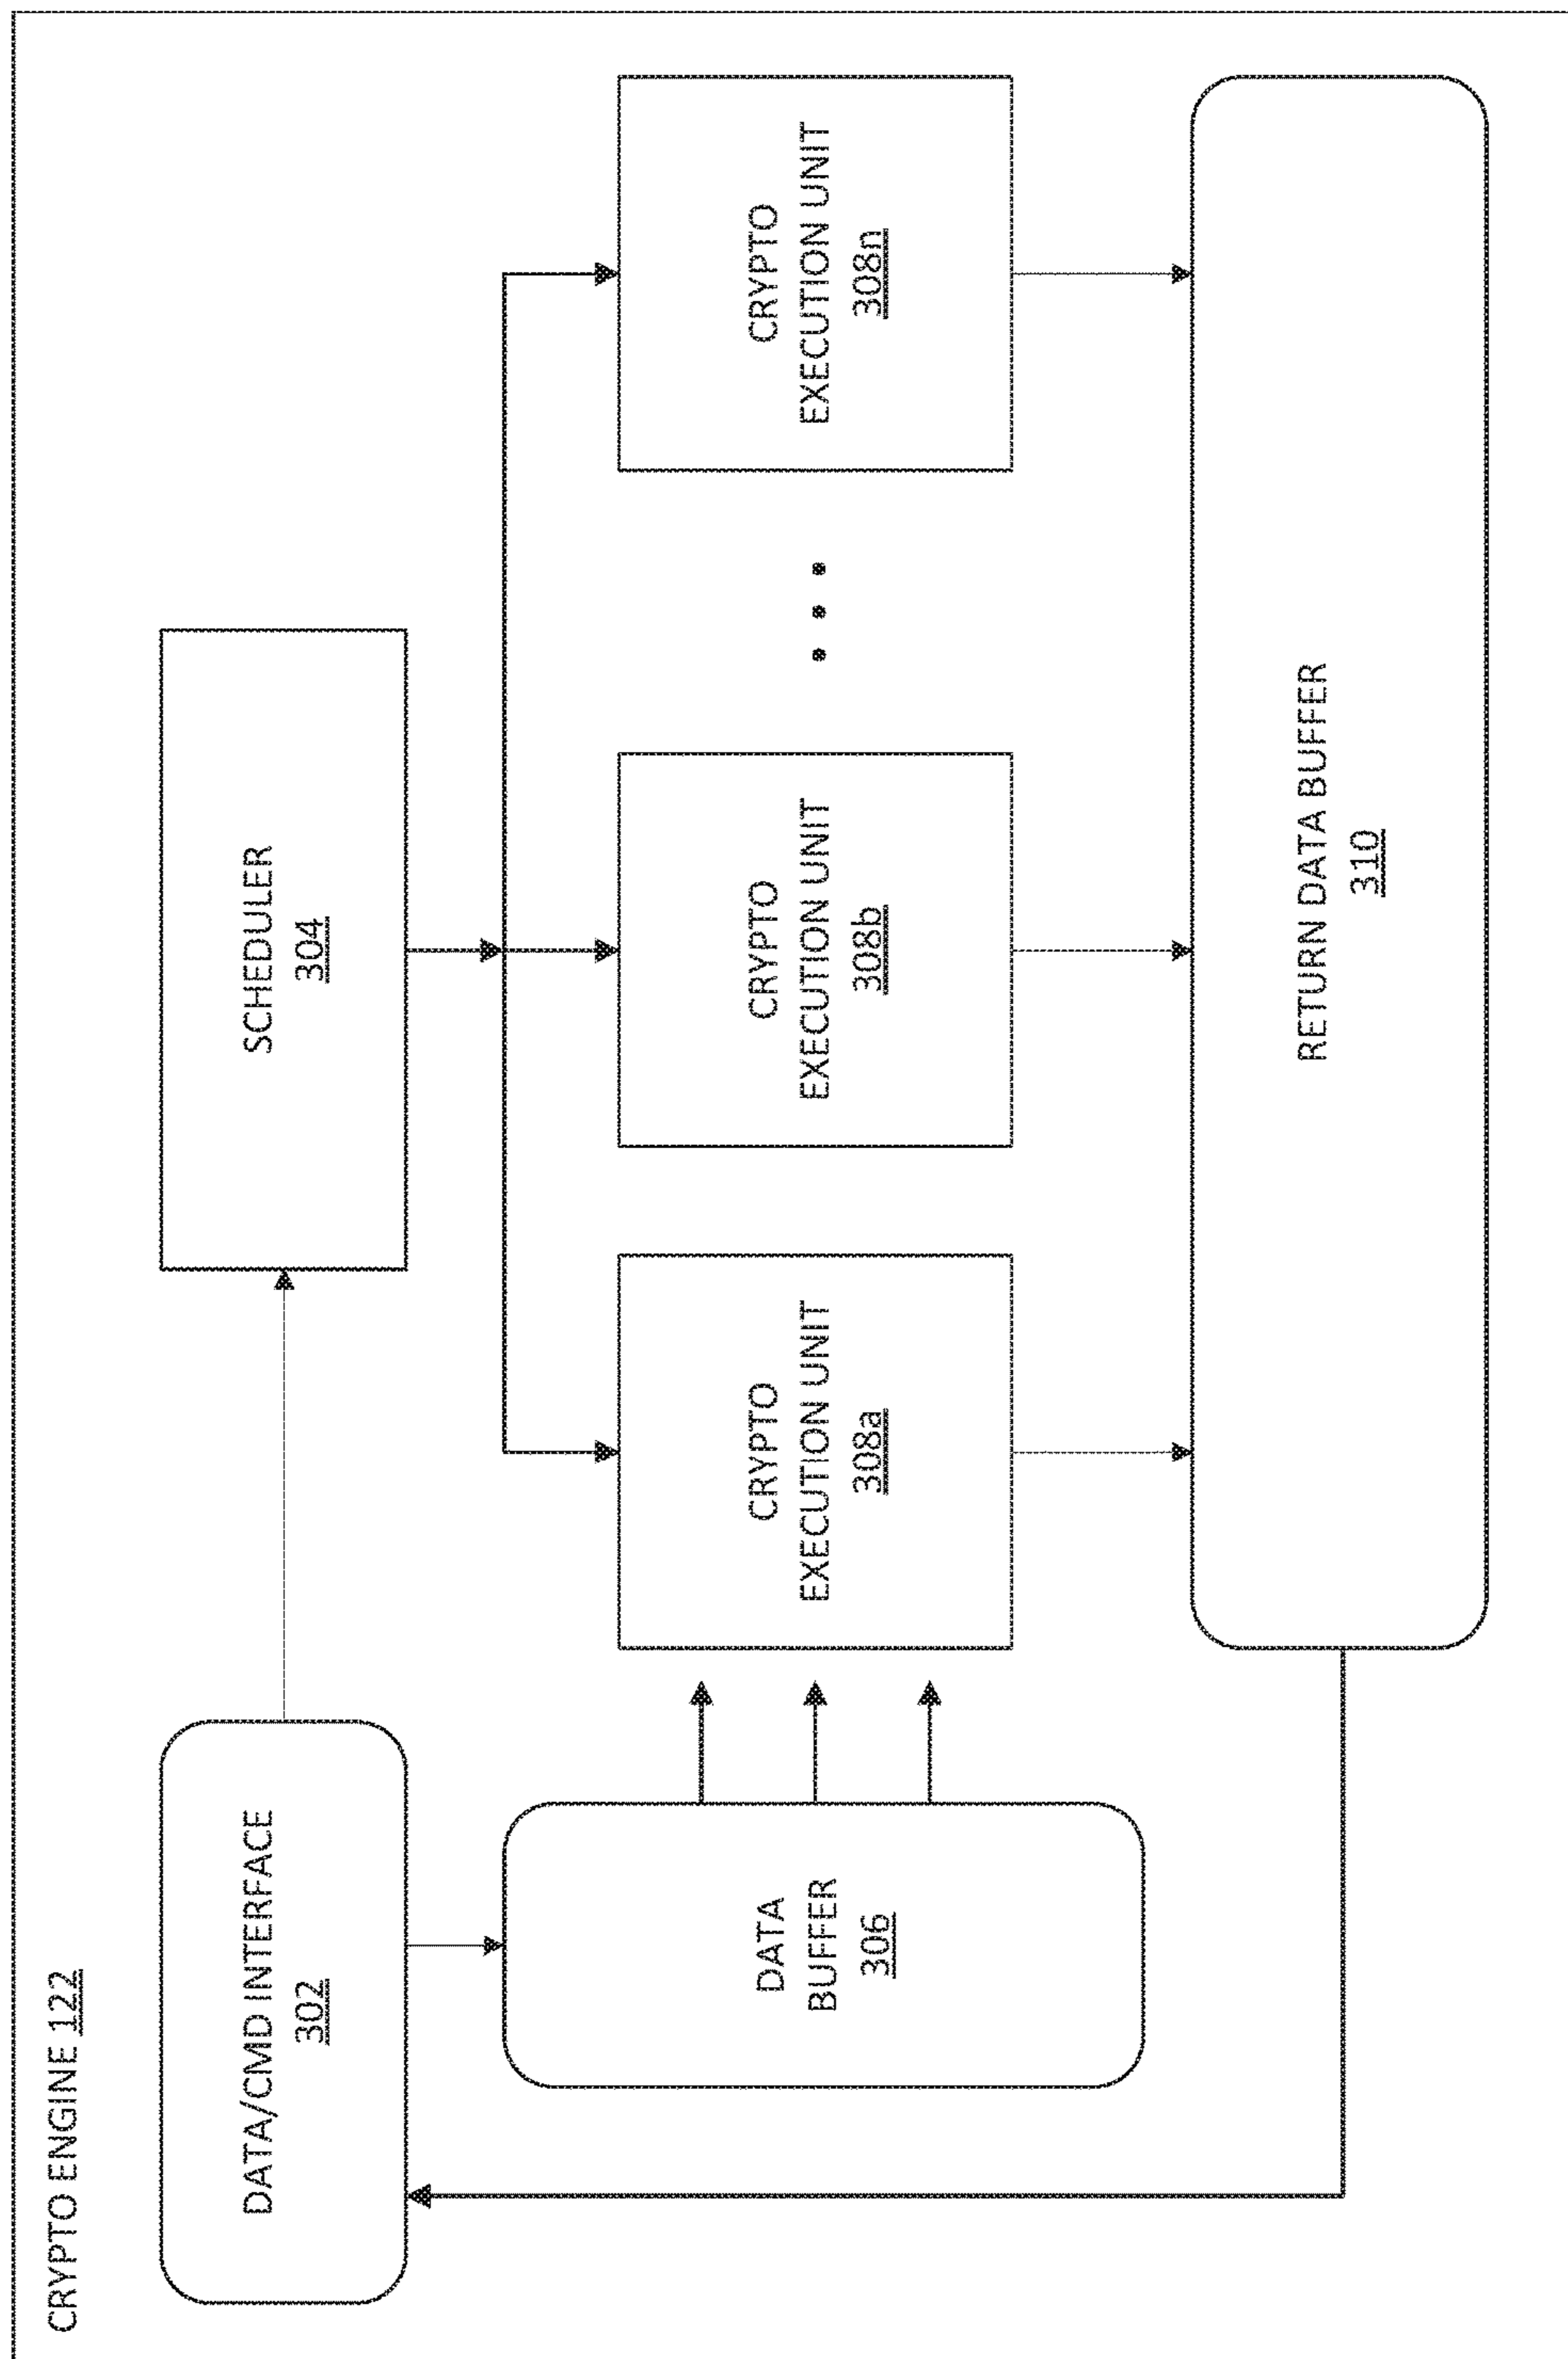 CRYPTO ENGINE 122
DATA/CMD INTERFACE
302
SCHEDULER
304
DATA
BUFFER
306
CRYPTO
EXECUTION UNIT
308a
CRYPTO
EXECUTION UNIT
308b
CRYPTO
EXECUTION UNIT
308n
RETURN DATA BUFFER
310